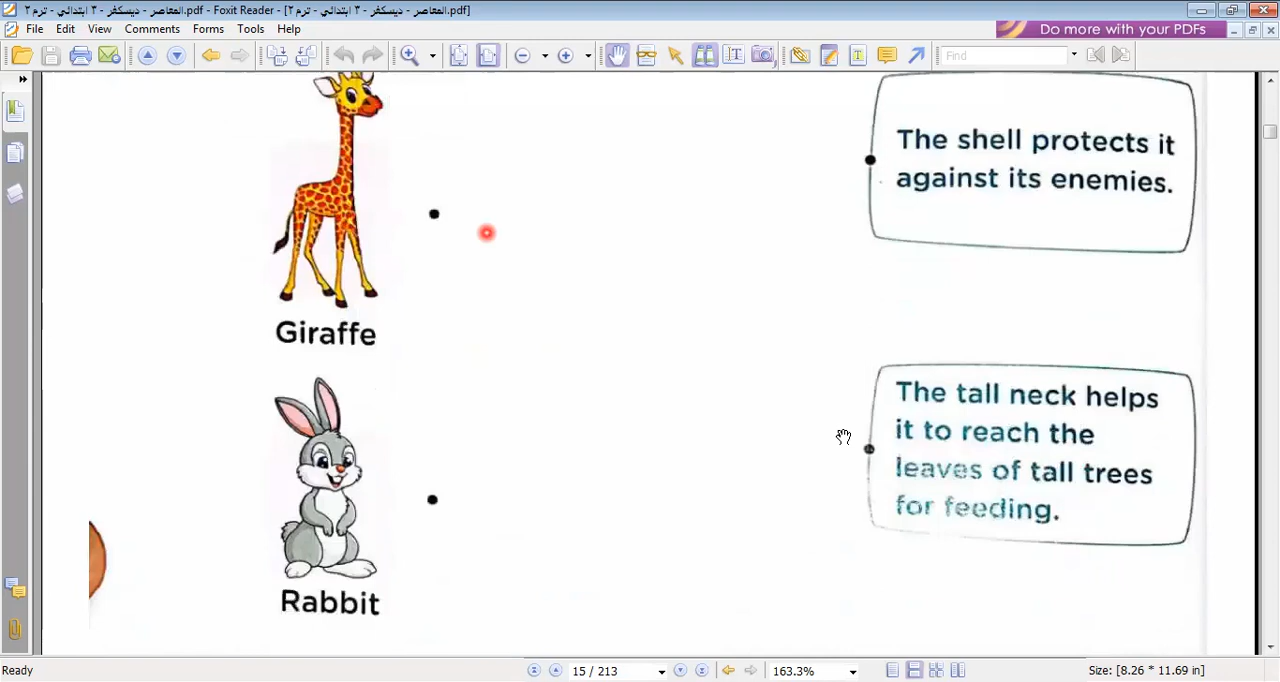 المعاصر - ديسكفر - ٣ ابتدائي - ترم ٢.pdf - Foxit Reader - [المعاصر - ديسكفر - ٣ ابتدائي - ترم ٢.pdf]
File Edit View Comments Forms Tools Help
Do more with your PDFs
Find
The shell protects it
against its enemies.
Giraffe
The tall neck helps
it to reach the
leaves of tall trees
for feeding.
Rabbit
Ready
15 / 213
163.3%
Size: [8.26 * 11.69 in]